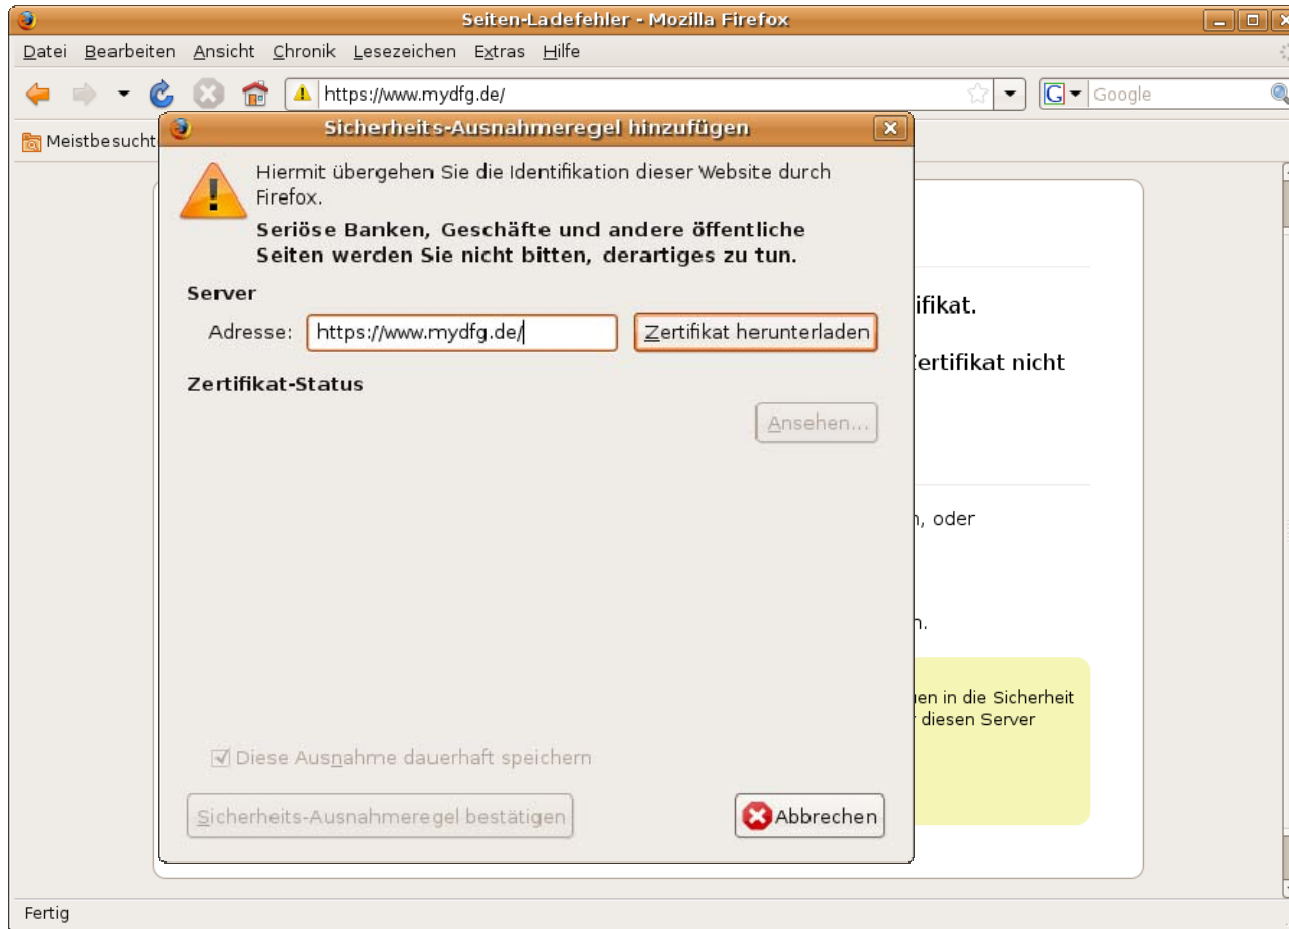 Seiten-Ladefehler - Mozilla Firefox
Datei Bearbeiten Ansicht Chronik Lesezeichen Extras Hilfe
https://www.mydfg.de/
G Google
Meistbesucht
Sicherheits-Ausnahmeregel hinzufügen
Hiermit übergehen Sie die Identifikation dieser Website durch
Firefox.
Seriöse Banken, Geschäfte und andere öffentliche
Seiten werden Sie nicht bitten, derartiges zu tun.
Server
Adresse: https://www.mydfg.de/ Zertifikat herunterladen
ifikat.
Zertifikat-Status
ertifikat nicht
Ansehen...
n, oder
n.
en in die Sicherheit
diesen Server
Diese Ausnahme dauerhaft speichern
Sicherheits-Ausnahmeregel bestätigen Abbrechen
Fertig